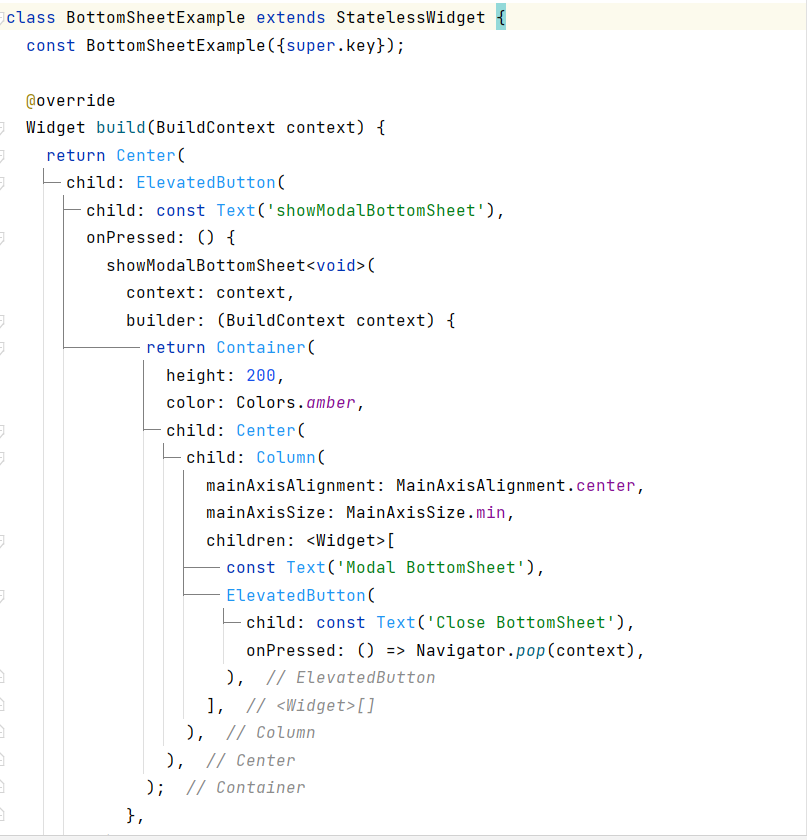 class BottomSheetExample extends StatelessWidget {
  const BottomSheetExample({super.key});

  @override
  Widget build(BuildContext context) {
    return Center(
      child: ElevatedButton(
        child: const Text('showModalBottomSheet'),
        onPressed: () {
          showModalBottomSheet<void>(
            context: context,
            builder: (BuildContext context) {
              return Container(
                height: 200,
                color: Colors.amber,
                child: Center(
                  child: Column(
                    mainAxisAlignment: MainAxisAlignment.center,
                    mainAxisSize: MainAxisSize.min,
                    children: <Widget>[
                      const Text('Modal BottomSheet'),
                      ElevatedButton(
                        child: const Text('Close BottomSheet'),
                        onPressed: () => Navigator.pop(context),
                      ),  // ElevatedButton
                    ],  // <Widget>[]
                  ),  // Column
                ),  // Center
              );  // Container
            },